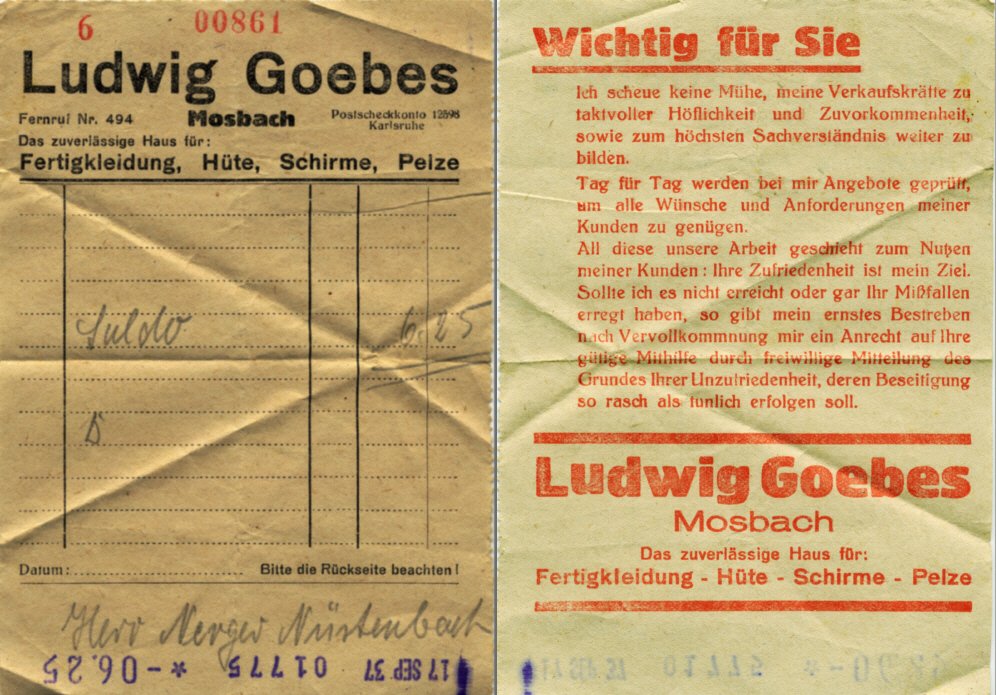 6 00861
Ludwig Goebes
Fernruf Nr. 494 Mosbach Postscheckkonto 12598
Karlsruhe
Das zuverlässige Haus für:
Fertigkleidung, Hüte, Schirme, Pelze
Saldo 6.25
Datum: Bitte die Rückseite beachten!
Herr Nerger Nüstenbach
17 SEP 37 01775 * -06.25
Wichtig für Sie
Ich scheue keine Mühe, meine Verkaufskräfte zu
taktvoller Höflichkeit und Zuvorkommenheit,
sowie zum höchsten Sachverständnis weiter zu
bilden.
Tag für Tag werden bei mir Angebote geprüft,
um alle Wünsche und Anforderungen meiner
Kunden zu genügen.
All diese unsere Arbeit geschieht zum Nutzen
meiner Kunden: Ihre Zufriedenheit ist mein Ziel.
Sollte ich es nicht erreicht oder gar Ihr Mißfallen
erregt haben, so gibt mein ernstes Bestreben
nach Vervollkommnung mir ein Anrecht auf Ihre
gütige Mithilfe durch freiwillige Mitteilung des
Grundes Ihrer Unzufriedenheit, deren Beseitigung
so rasch als tunlich erfolgen soll.
Ludwig Goebes
Mosbach
Das zuverlässige Haus für:
Fertigkleidung - Hüte - Schirme - Pelze